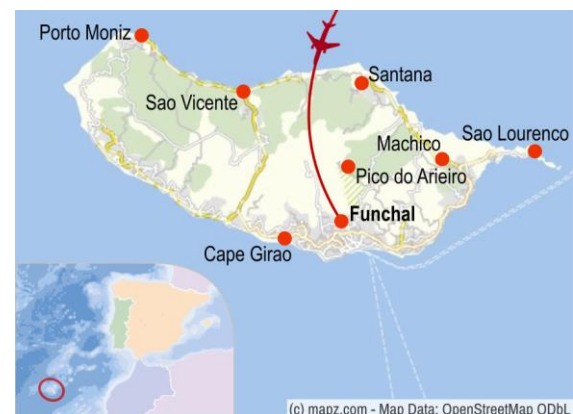 Porto Moniz
Santana
Sao Vicente
Machico
Sao Lourenco
Pico do Arieiro
Funchal
Cape Girao
(c) mapz.com - Map Data: OpenStreetMap ODbL